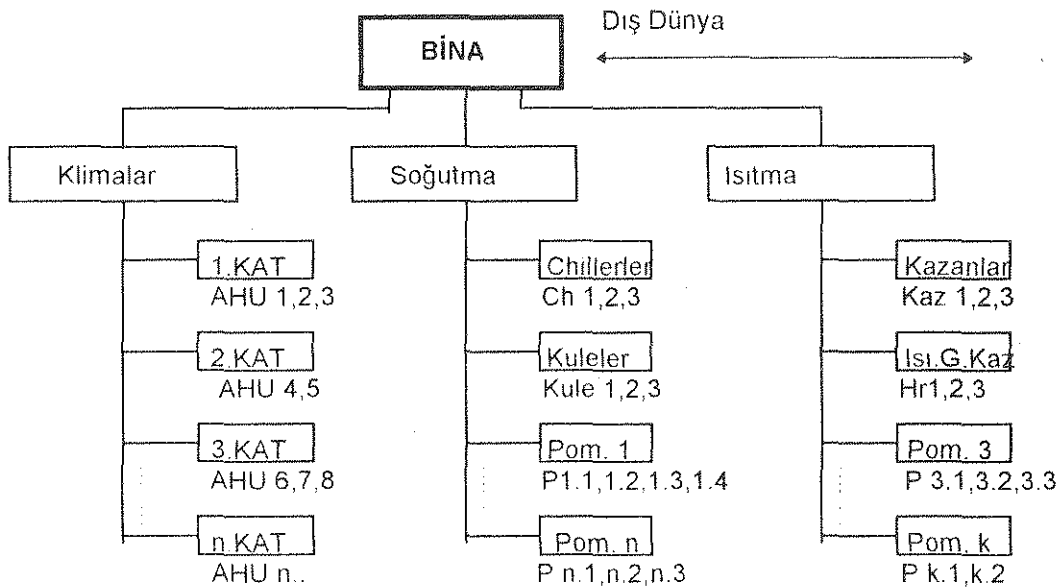 Dış Dünya
BİNA
Klimalar
Soğutma
Isıtma
1.KAT
AHU 1,2,3
2.KAT
AHU 4,5
3.KAT
AHU 6,7,8
n.KAT
AHU n..
Chillerler
Ch 1,2,3
Kuleler
Kule 1,2,3
Pom. 1
P1.1,1.2,1.3,1.4
Pom. n
P n.1,n.2,n.3
Kazanlar
Kaz 1,2,3
Isı.G.Kaz
Hr1,2,3
Pom. 3
P 3.1,3.2,3.3
Pom. k
P k.1,k.2